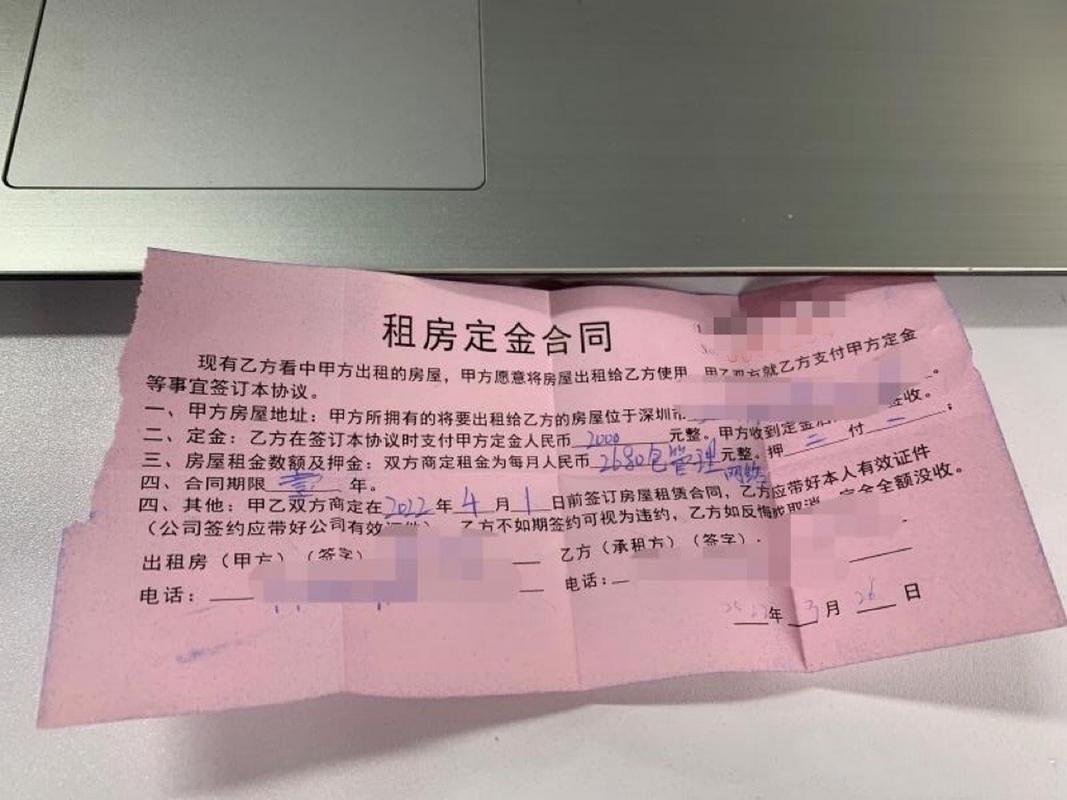 租房定金合同
现有乙方看中甲方出租的房屋，甲方愿意将房屋出租给乙方使用，甲乙双方就乙方支付甲方定金
等事宜签订本协议。
一、甲方房屋地址：甲方所拥有的将要出租给乙方的房屋位于深圳市
二、定金：乙方在签订本协议时支付甲方定金人民币 2000 元整。甲方收到定金 签收。
三、房屋租金数额及押金：双方商定租金为每月人民币 2680包管理网络 元整。押 二 付 一；
四、合同期限 壹 年。
四、其他：甲乙双方商定在 2022 年 4 月 1 日前签订房屋租赁合同，乙方应带好本人有效证件
（公司签约应带好公司有效证件），乙方不如期签约可视为违约，乙方如反悔或取消，定金全额没收。
出租房（甲方）（签字） 乙方（承租方）（签字）：
电话： 电话：
2022年 3 月 26 日